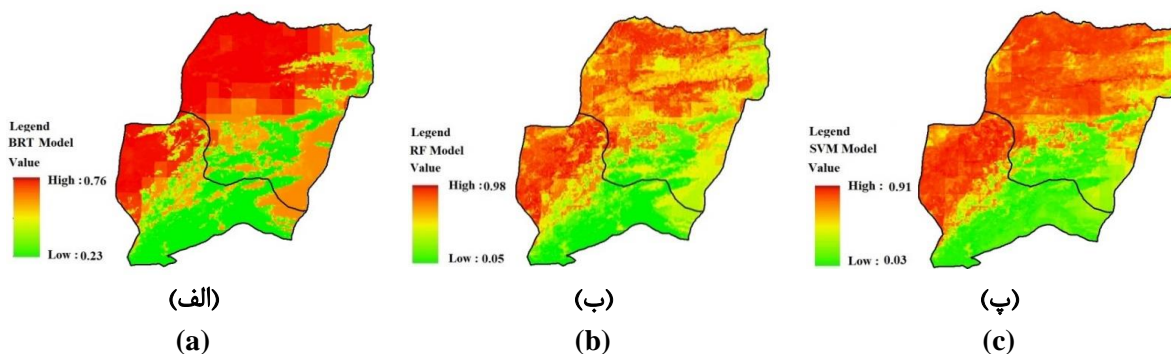 Legend
BRT Model
Value
High : 0.76
Low : 0.23
(الف)
(a)
Legend
RF Model
Value
High : 0.98
Low : 0.05
(ب)
(b)
Legend
SVM Model
Value
High : 0.91
Low : 0.03
(پ)
(c)